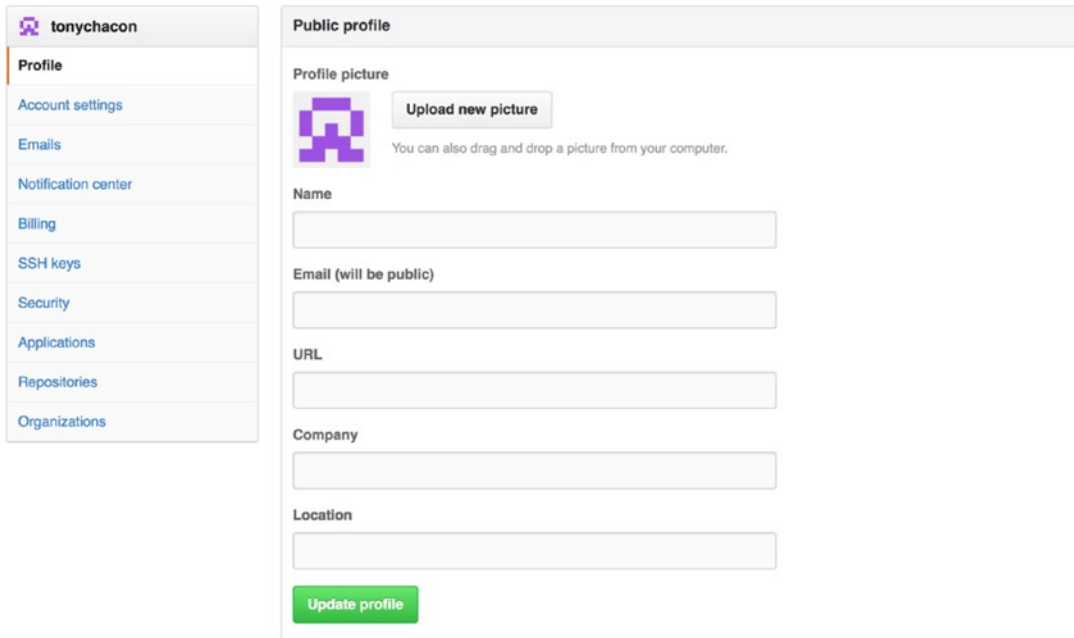 tonychacon
Profile
Account settings
Emails
Notification center
Billing
SSH keys
Security
Applications
Repositories
Organizations
Public profile
Profile picture
Upload new picture
You can also drag and drop a picture from your computer.
Name
Email (will be public)
URL
Company
Location
Update profile